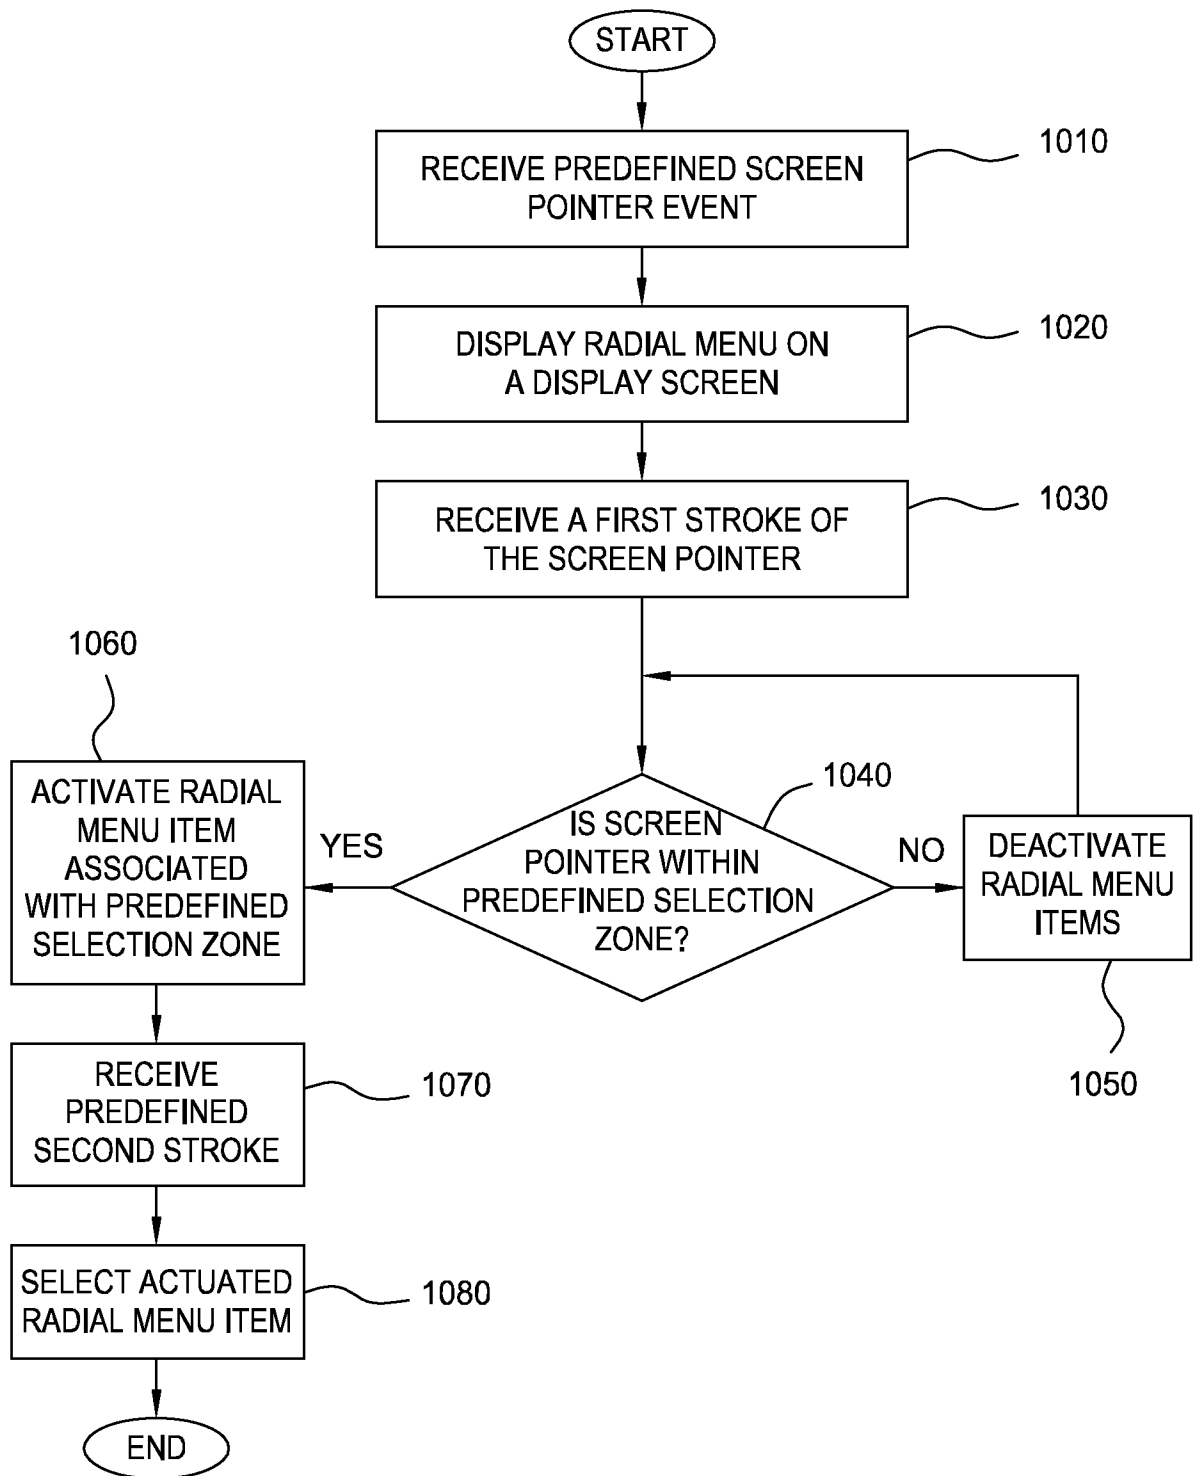 START
RECEIVE PREDEFINED SCREEN
POINTER EVENT
1010
DISPLAY RADIAL MENU ON
A DISPLAY SCREEN
1020
RECEIVE A FIRST STROKE OF
THE SCREEN POINTER
1030
IS SCREEN
POINTER WITHIN
PREDEFINED SELECTION
ZONE?
1040
NO
DEACTIVATE
RADIAL MENU
ITEMS
1050
YES
1060
ACTIVATE RADIAL
MENU ITEM
ASSOCIATED
WITH PREDEFINED
SELECTION ZONE
RECEIVE
PREDEFINED
SECOND STROKE
1070
SELECT ACTUATED
RADIAL MENU ITEM
1080
END